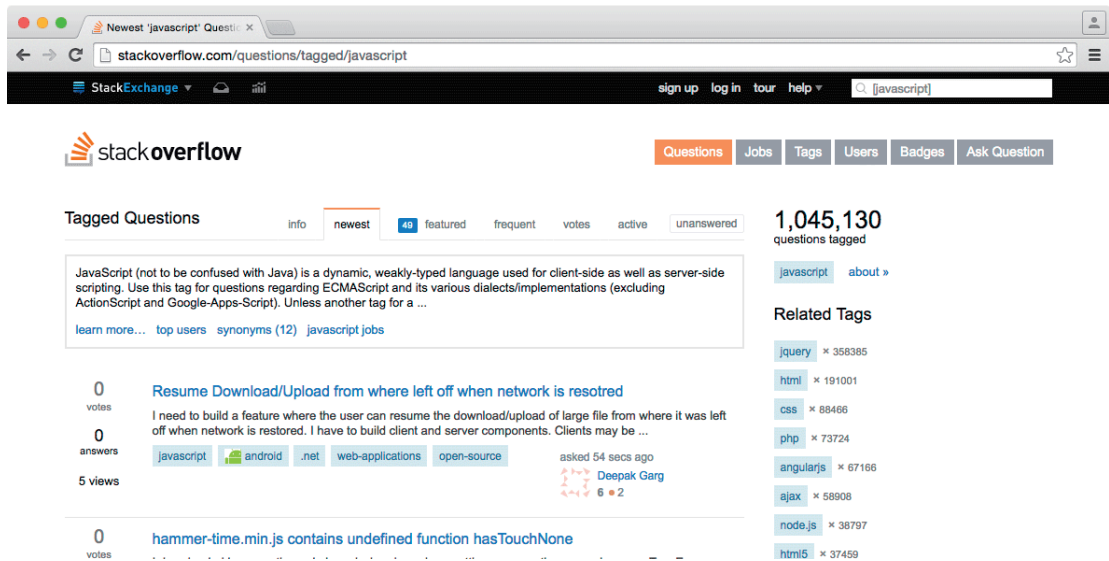 Newest 'javascript' Questic
stackoverflow.com/questions/tagged/javascript
StackExchange
sign up log in tour help
[javascript]
stackoverflow
Questions Jobs Tags Users Badges Ask Question
Tagged Questions
info newest 49 featured frequent votes active unanswered
1,045,130
questions tagged
javascript about »
JavaScript (not to be confused with Java) is a dynamic, weakly-typed language used for client-side as well as server-side
scripting. Use this tag for questions regarding ECMAScript and its various dialects/implementations (excluding
ActionScript and Google-Apps-Script). Unless another tag for a ...
learn more… top users synonyms (12) javascript jobs
Related Tags
jquery × 358385
html × 191001
css × 88466
php × 73724
angularjs × 67166
ajax × 58908
node.js × 38797
html5 × 37459
0
votes
0
answers
5 views
Resume Download/Upload from where left off when network is resotred
I need to build a feature where the user can resume the download/upload of large file from where it was left
off when network is restored. I have to build client and server components. Clients may be ...
javascript android .net web-applications open-source
asked 54 secs ago
Deepak Garg
6 2
0
votes
hammer-time.min.js contains undefined function hasTouchNone